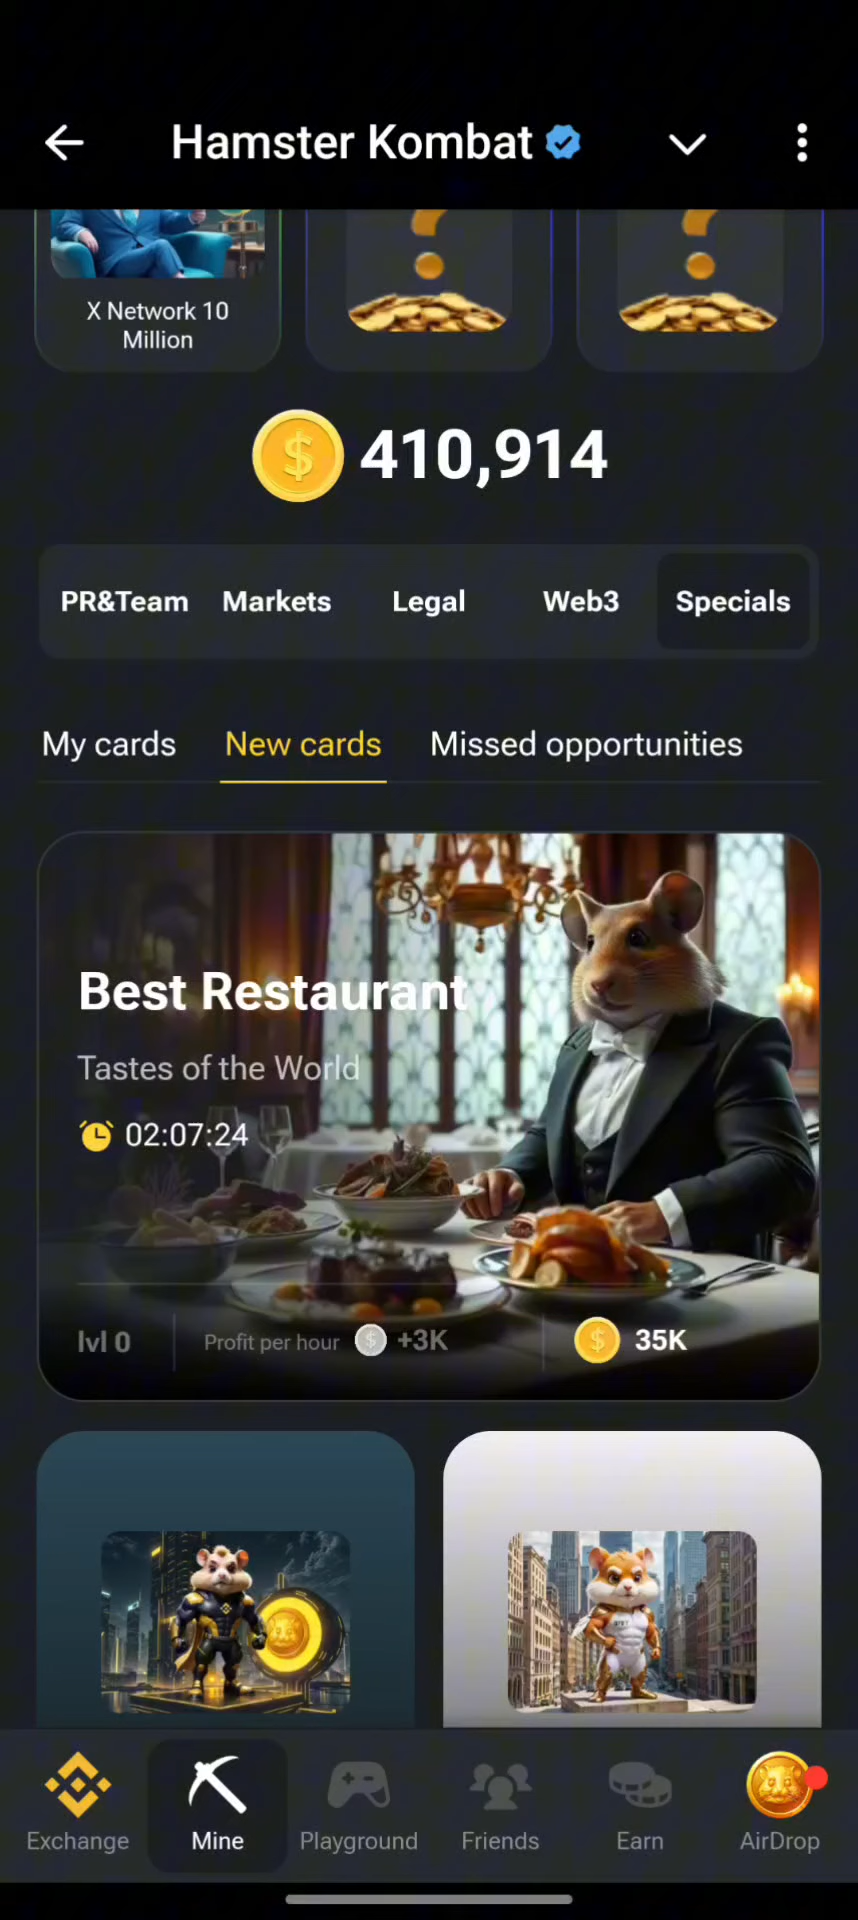 Hamster Kombat
X Network 10
Million
410,914
PR&Team Markets Legal Web3 Specials
My cards New cards Missed opportunities
Best Restaurant
Tastes of the World
02:07:24
lvl 0 Profit per hour +3K 35K
Exchange Mine Playground Friends Earn AirDrop